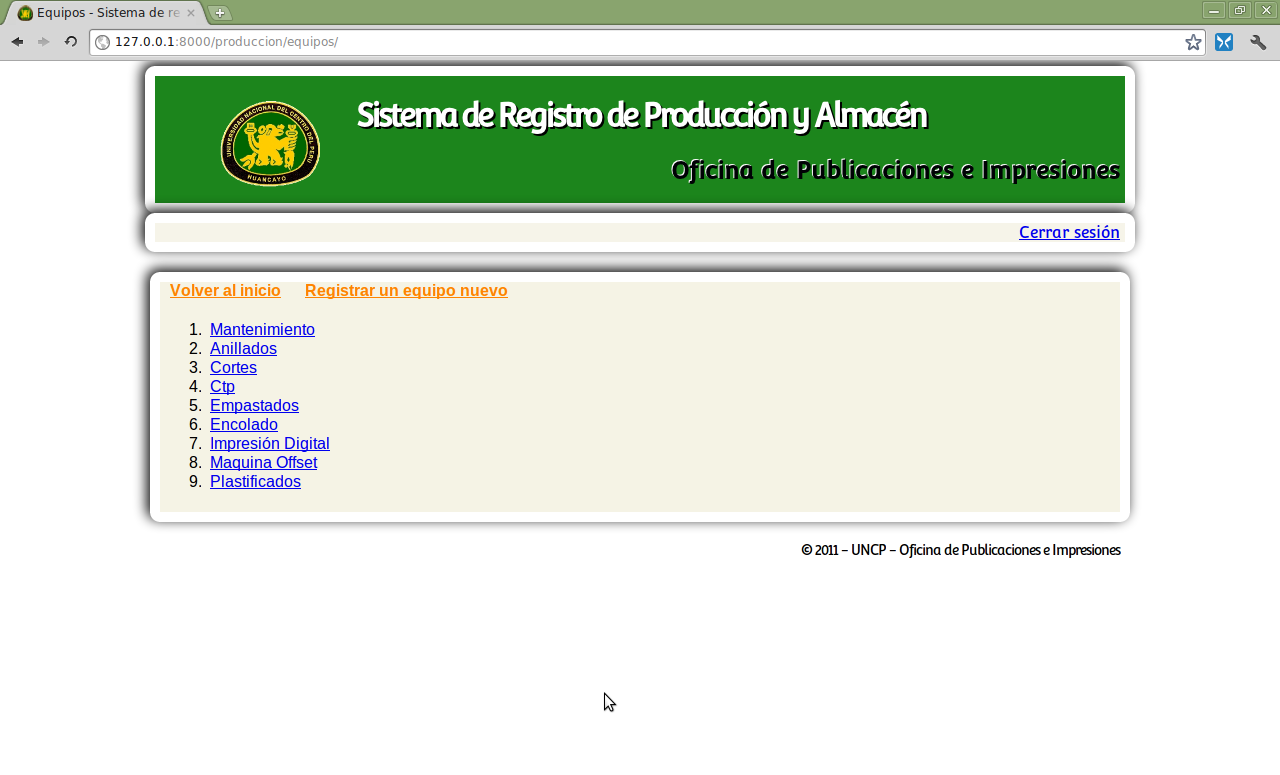 Equipos - Sistema de re
127.0.0.1:8000/produccion/equipos/
UNIVERSIDAD NACIONAL DEL CENTRO DEL PERU
HUANCAYO
Sistema de Registro de Producción y Almacén
Oficina de Publicaciones e Impresiones
Cerrar sesión
Volver al inicio Registrar un equipo nuevo
1. Mantenimiento
2. Anillados
3. Cortes
4. Ctp
5. Empastados
6. Encolado
7. Impresión Digital
8. Maquina Offset
9. Plastificados
© 2011 – UNCP – Oficina de Publicaciones e Impresiones